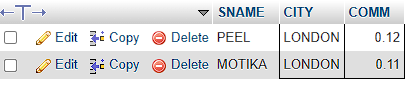 ←T→ SNAME CITY COMM
Edit Copy Delete PEEL LONDON 0.12
Edit Copy Delete MOTIKA LONDON 0.11